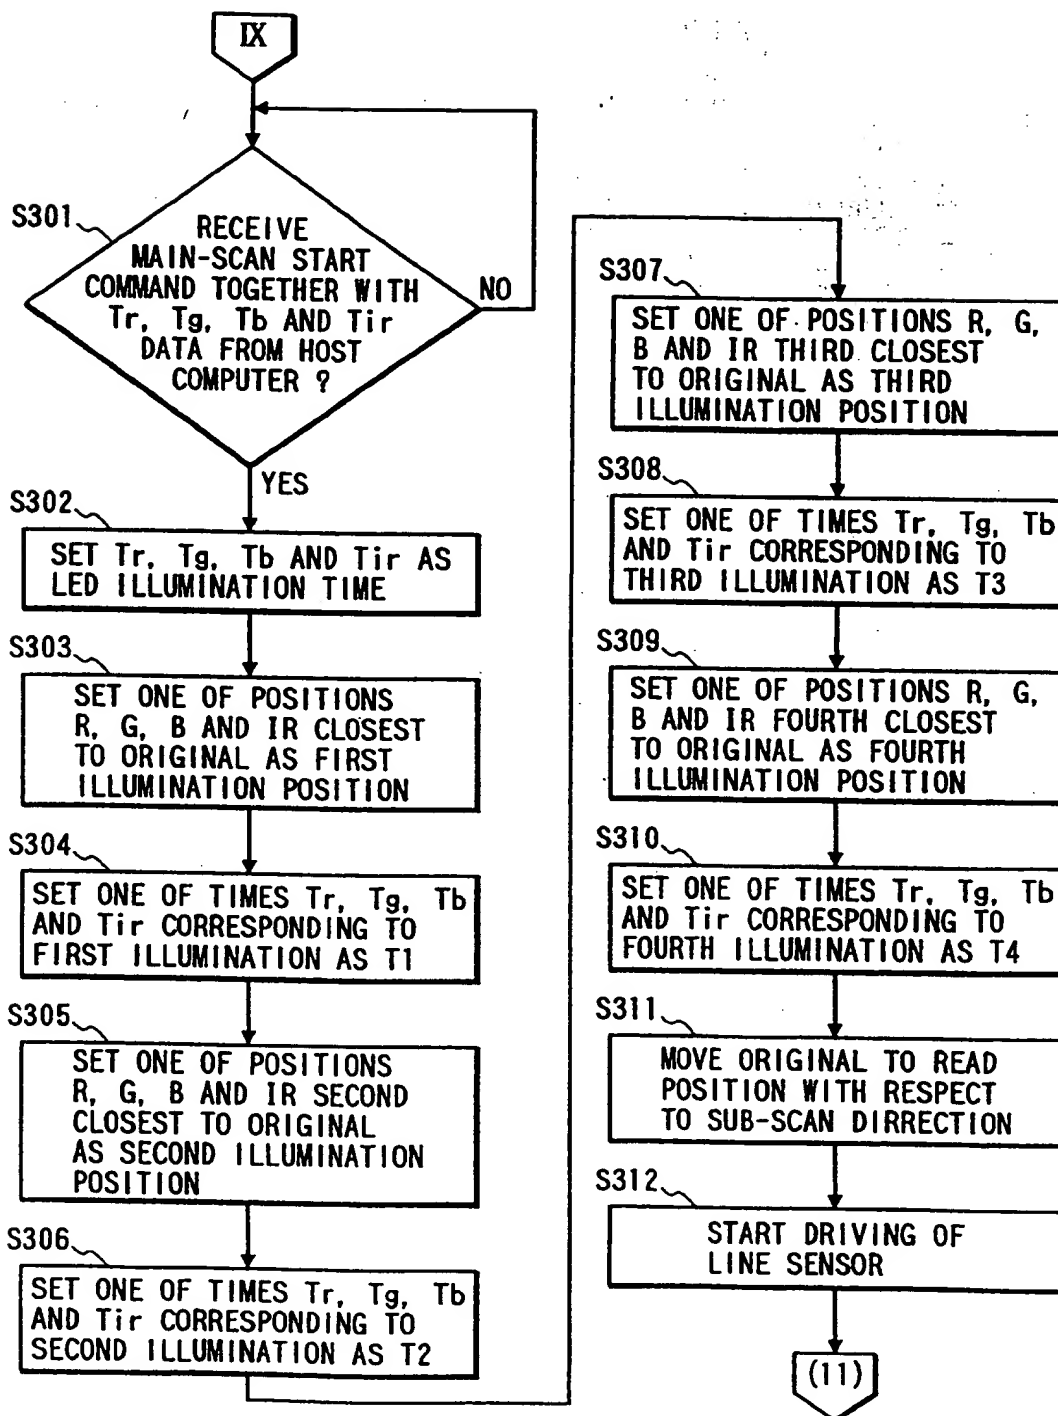 IX
S301
RECEIVE
MAIN-SCAN START
COMMAND TOGETHER WITH
Tr, Tg, Tb AND Tir
DATA FROM HOST
COMPUTER ?
NO
YES
S302
SET Tr, Tg, Tb AND Tir AS
LED ILLUMINATION TIME
S303
SET ONE OF POSITIONS
R, G, B AND IR CLOSEST
TO ORIGINAL AS FIRST
ILLUMINATION POSITION
S304
SET ONE OF TIMES Tr, Tg, Tb
AND Tir CORRESPONDING TO
FIRST ILLUMINATION AS T1
S305
SET ONE OF POSITIONS
R, G, B AND IR SECOND
CLOSEST TO ORIGINAL
AS SECOND ILLUMINATION
POSITION
S306
SET ONE OF TIMES Tr, Tg, Tb
AND Tir CORRESPONDING TO
SECOND ILLUMINATION AS T2
S307
SET ONE OF POSITIONS R, G,
B AND IR THIRD CLOSEST
TO ORIGINAL AS THIRD
ILLUMINATION POSITION
S308
SET ONE OF TIMES Tr, Tg, Tb
AND Tir CORRESPONDING TO
THIRD ILLUMINATION AS T3
S309
SET ONE OF POSITIONS R, G,
B AND IR FOURTH CLOSEST
TO ORIGINAL AS FOURTH
ILLUMINATION POSITION
S310
SET ONE OF TIMES Tr, Tg, Tb
AND Tir CORRESPONDING TO
FOURTH ILLUMINATION AS T4
S311
MOVE ORIGINAL TO READ
POSITION WITH RESPECT
TO SUB-SCAN DIRRECTION
S312
START DRIVING OF
LINE SENSOR
(11)